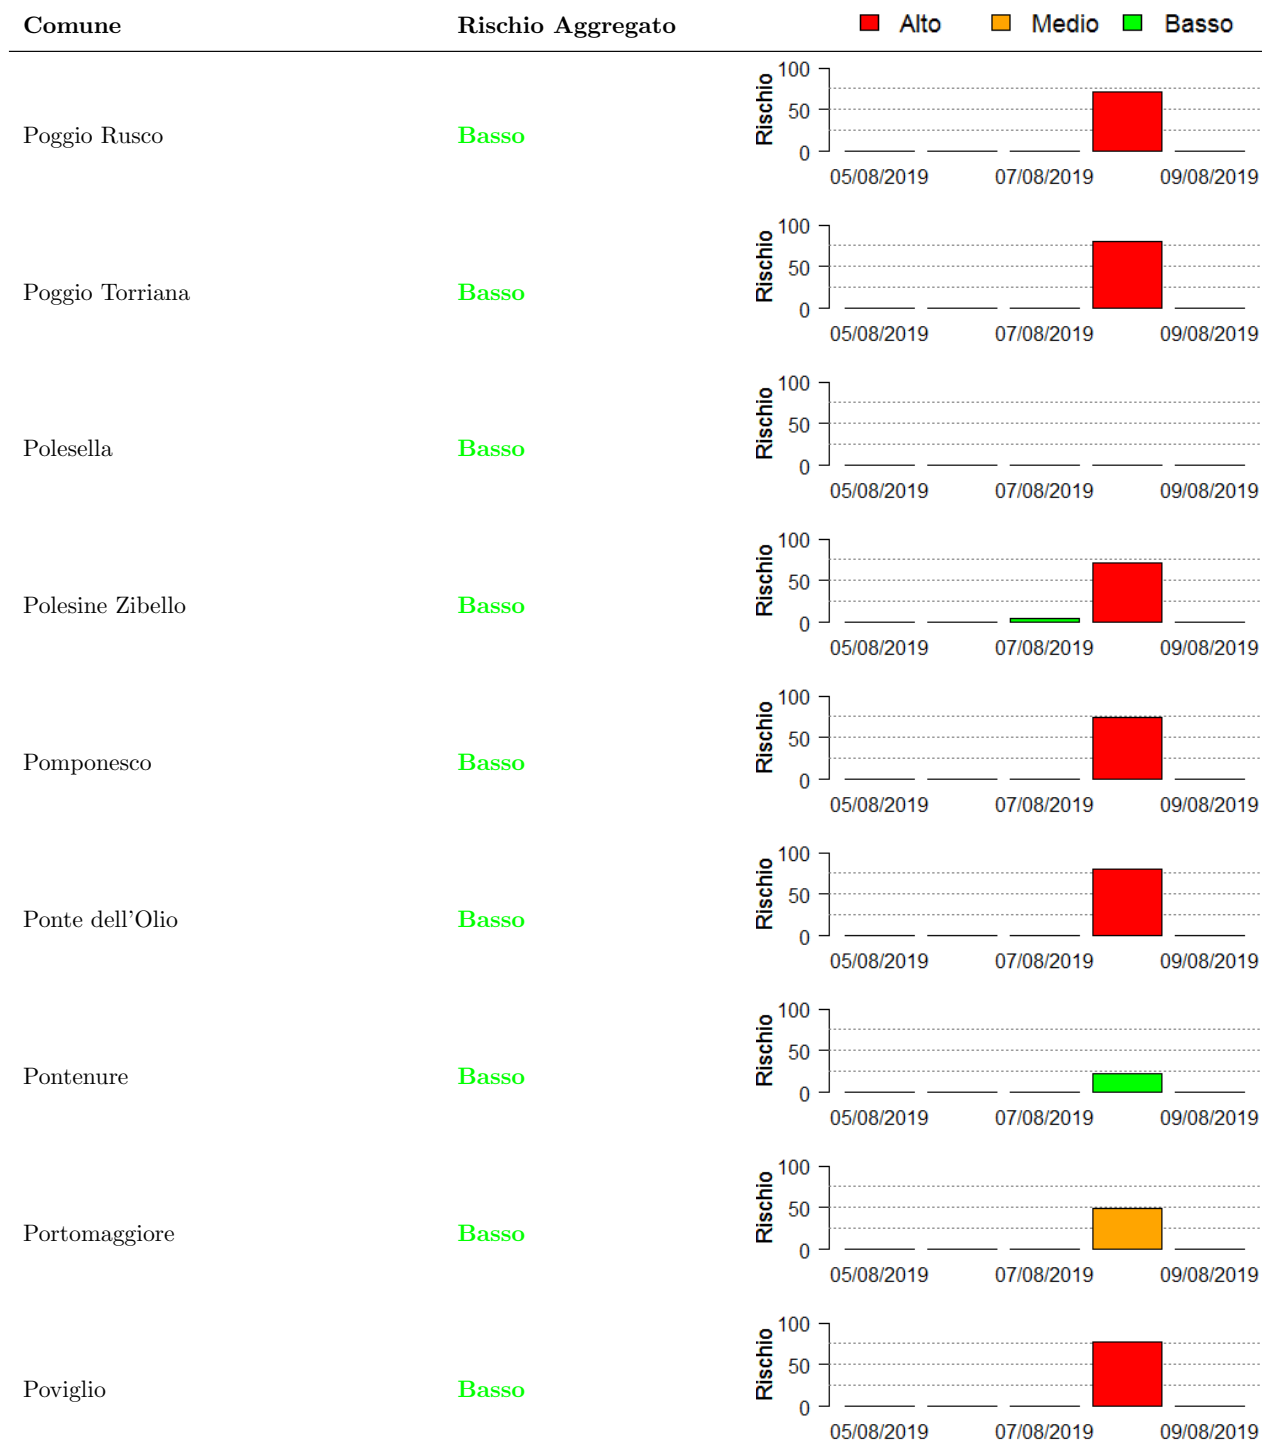 Comune Rischio Aggregato Alto Medio Basso
100
50
0
Rischio
Poggio Rusco Basso
05/08/2019 07/08/2019 09/08/2019
100
50
0
Rischio
Poggio Torriana Basso
05/08/2019 07/08/2019 09/08/2019
100
50
0
Rischio
Polesella Basso
05/08/2019 07/08/2019 09/08/2019
100
50
0
Rischio
Polesine Zibello Basso
05/08/2019 07/08/2019 09/08/2019
100
50
0
Rischio
Pomponesco Basso
05/08/2019 07/08/2019 09/08/2019
100
50
0
Rischio
Ponte dell'Olio Basso
05/08/2019 07/08/2019 09/08/2019
100
50
0
Rischio
Pontenure Basso
05/08/2019 07/08/2019 09/08/2019
100
50
0
Rischio
Portomaggiore Basso
05/08/2019 07/08/2019 09/08/2019
100
50
0
Rischio
Poviglio Basso
05/08/2019 07/08/2019 09/08/2019